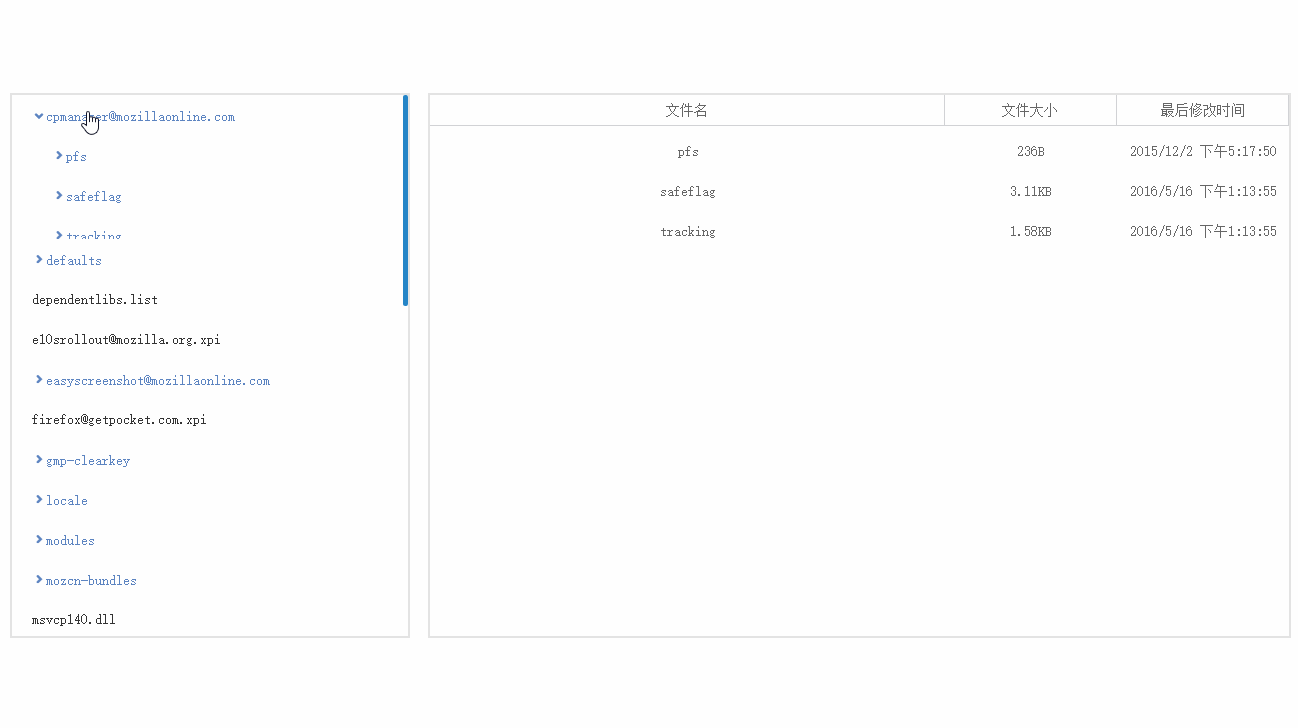 cpmanager@mozillaonline.com
pfs
safeflag
tracking
defaults
dependentlibs.list
e10srollout@mozilla.org.xpi
easyscreenshot@mozillaonline.com
firefox@getpocket.com.xpi
gmp-clearkey
locale
modules
mozcn-bundles
msvcp140.dll
文件名 文件大小 最后修改时间
pfs 236B 2015/12/2 下午5:17:50
safeflag 3.11KB 2016/5/16 下午1:13:55
tracking 1.58KB 2016/5/16 下午1:13:55